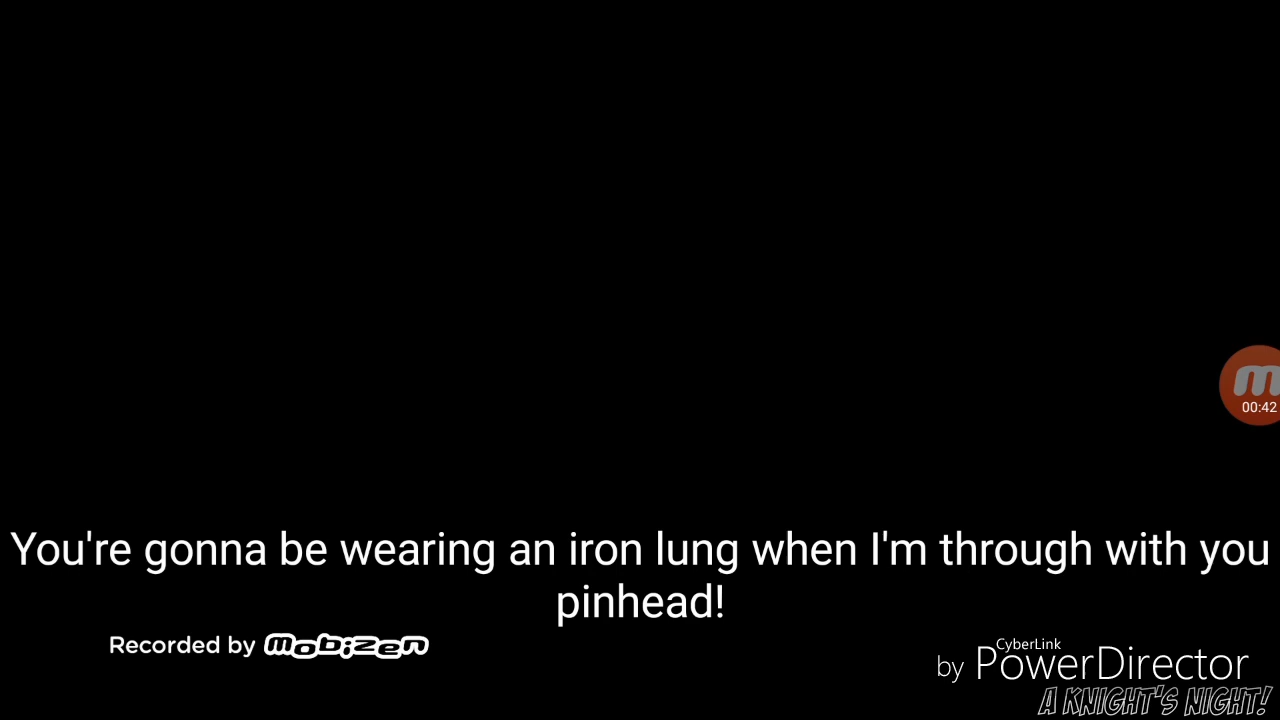 00:42
You're gonna be wearing an iron lung when I'm through with you
pinhead!
Recorded by mobizen
CyberLink
by PowerDirector
A KNIGHT'S NIGHT!